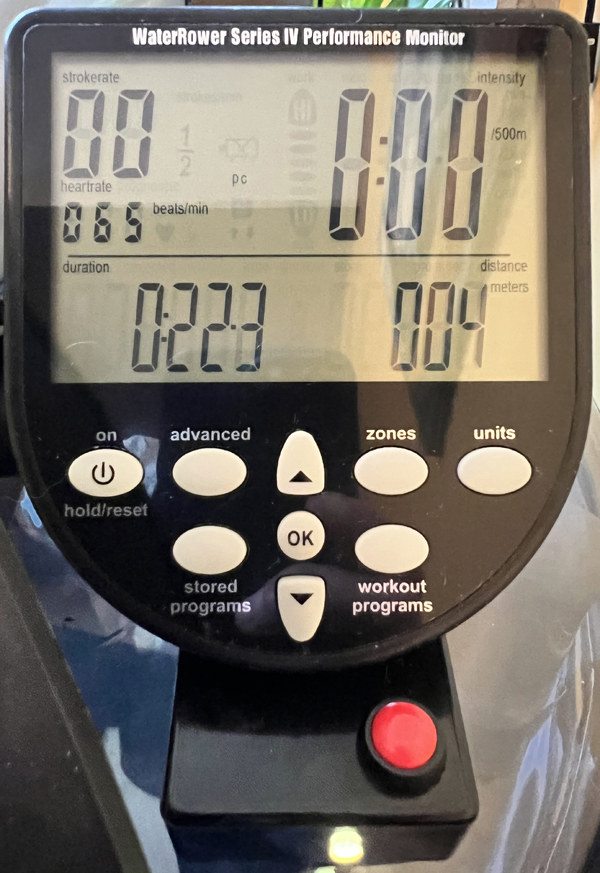 WaterRower Series IV Performance Monitor
strokerate
intensity
00
1
2
0:00
/500m
pc
heartrate
065 beats/min
duration
distance
0:22:3
004
meters
on
advanced
zones
units
hold/reset
OK
stored
programs
workout
programs